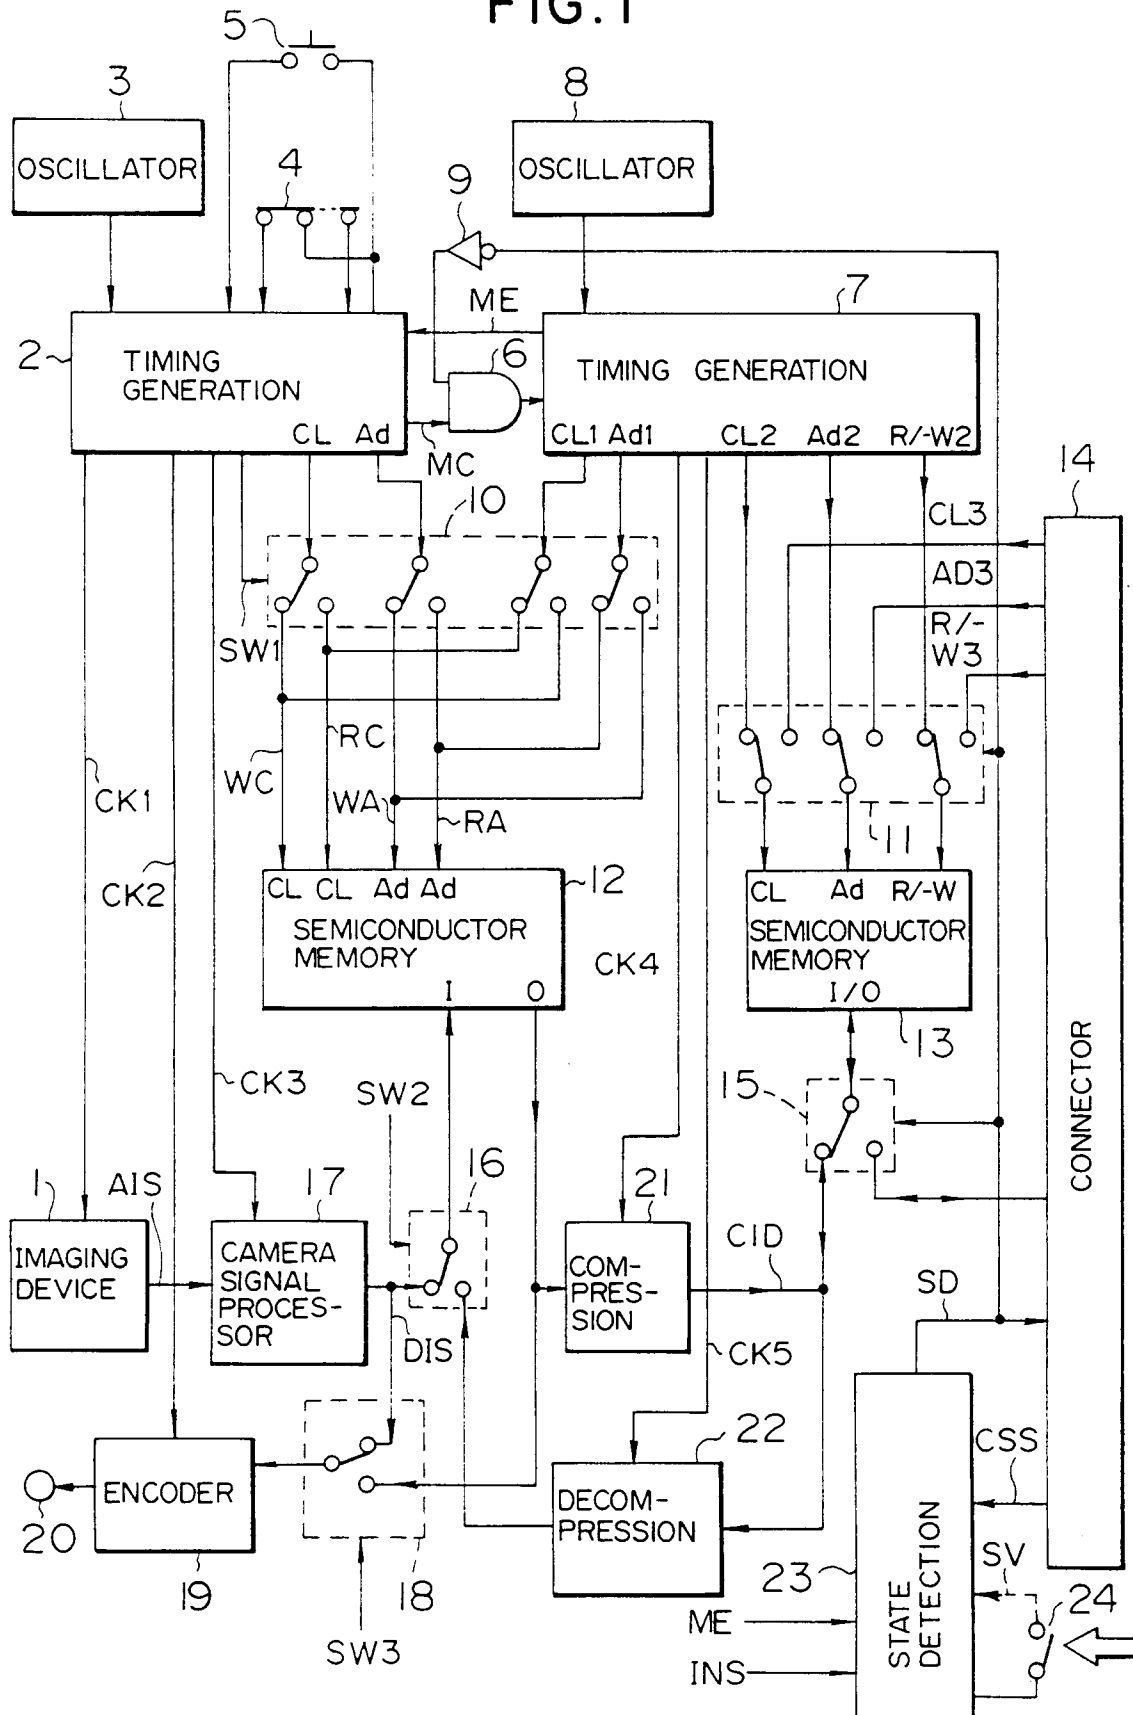 FIG. 1
5
3
8
OSCILLATOR
OSCILLATOR
4
9
ME
7
2
6
TIMING
GENERATION
TIMING GENERATION
CL Ad
MC
CL1 Ad1 CL2 Ad2 R/-W2
14
10
CL3
AD3
R/-
W3
SW1
RC
WC
WA
RA
CK1
11
CK2
CL CL Ad Ad
12
CL Ad R/-W
SEMICONDUCTOR
MEMORY
SEMICONDUCTOR
MEMORY
CK4
I O
I/O
13
CONNECTOR
CK3
SW2
15
1
AIS
17
16
21
IMAGING
DEVICE
CAMERA
SIGNAL
PROCES-
SOR
COM-
PRES-
SION
CID
SD
DIS
CK5
22
CSS
ENCODER
DECOM-
PRESSION
20
19
18
23
SV
24
ME
SW3
INS
STATE
DETECTION